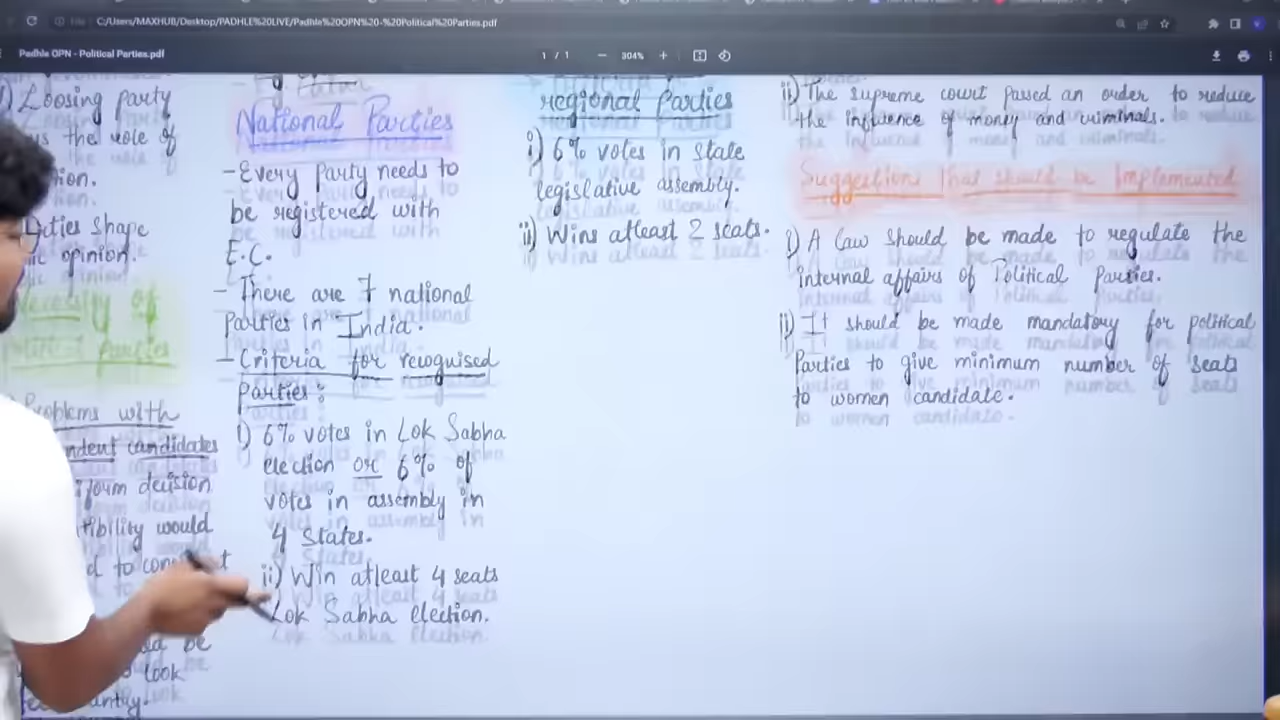 C:/Users/MAXHUB/Desktop/PADHLE%20LIVE/Padhle%20OPN%20-%20Political%20Parties.pdf
Padhle OPN - Political Parties.pdf
1 / 1
304%
Loosing party
the role of
Parties shape
opinion.
Necessity of
Political Parties
Problems with
candidates
decision
would
to
be
look
National Parties
- Every party needs to
be registered with
E.C.
- There are 7 national
Parties in India.
- Criteria for recognised
Parties :
i) 6% votes in Lok Sabha
election or 6% of
votes in assembly in
4 States.
ii) Win atleast 4 seats
Lok Sabha election.
regional Parties
i) 6% votes in State
legislative assembly.
ii) Wins atleast 2 seats.
ii) The supreme court passed an order to reduce
the influence of money and criminals.
Suggestions that should be Implemented
i) A law should be made to regulate the
internal affairs of Political Parties.
ii) It should be made mandatory for political
Parties to give minimum number of seats
to women candidate.